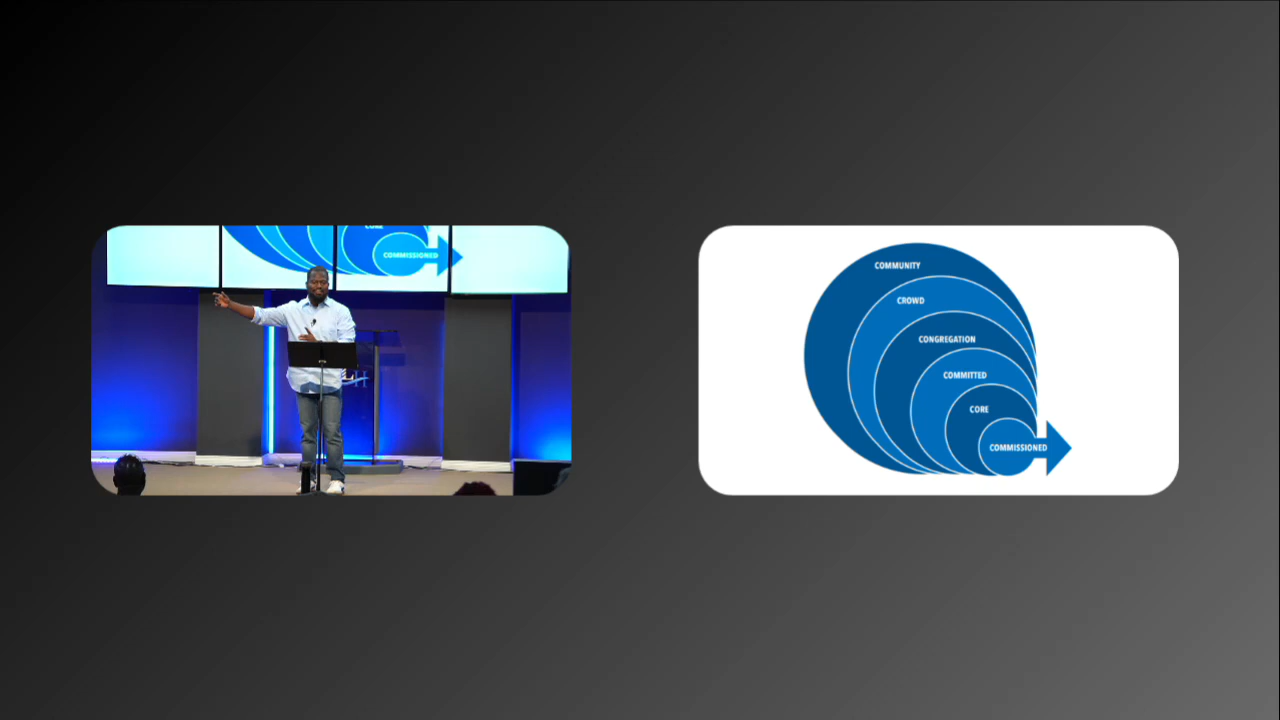 CORE
COMMISSIONED
COMMUNITY
CROWD
CONGREGATION
COMMITTED
CORE
COMMISSIONED